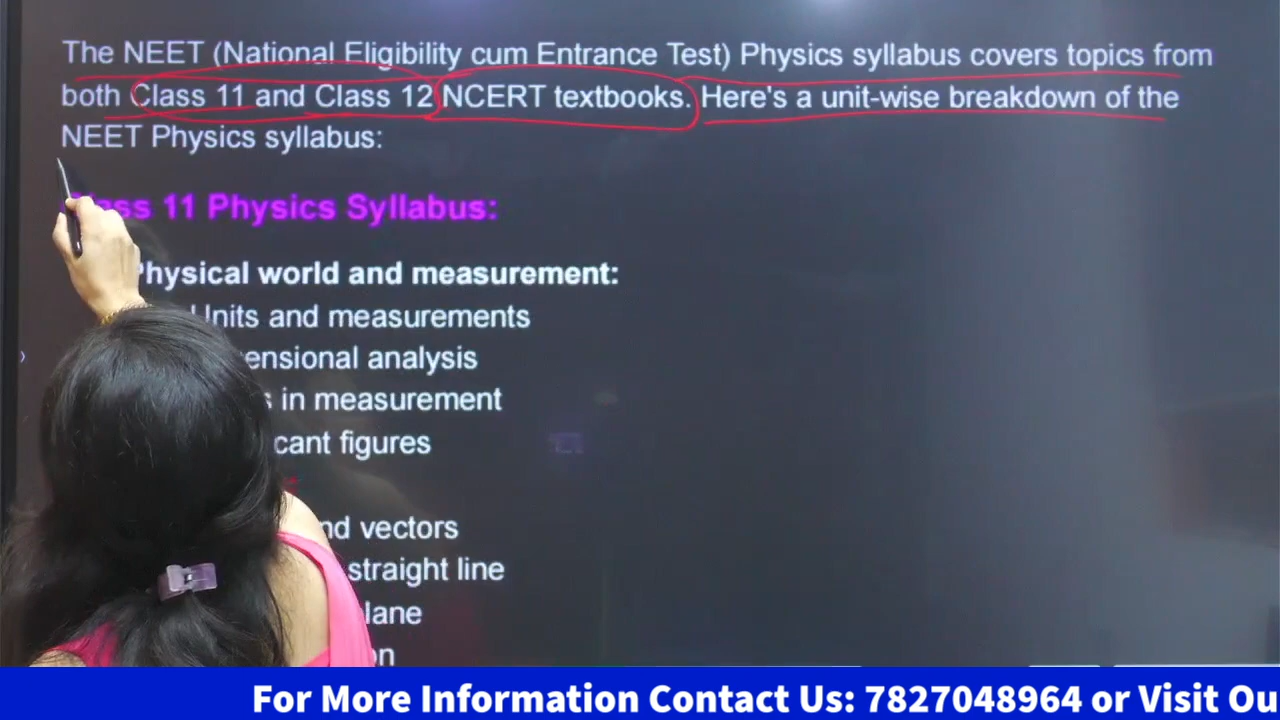 The NEET (National Eligibility cum Entrance Test) Physics syllabus covers topics from
both Class 11 and Class 12 NCERT textbooks. Here's a unit-wise breakdown of the
NEET Physics syllabus:
Class 11 Physics Syllabus:
Physical world and measurement:
Units and measurements
ensional analysis
s in measurement
cant figures
nd vectors
straight line
lane
on
For More Information Contact Us: 7827048964 or Visit Ou